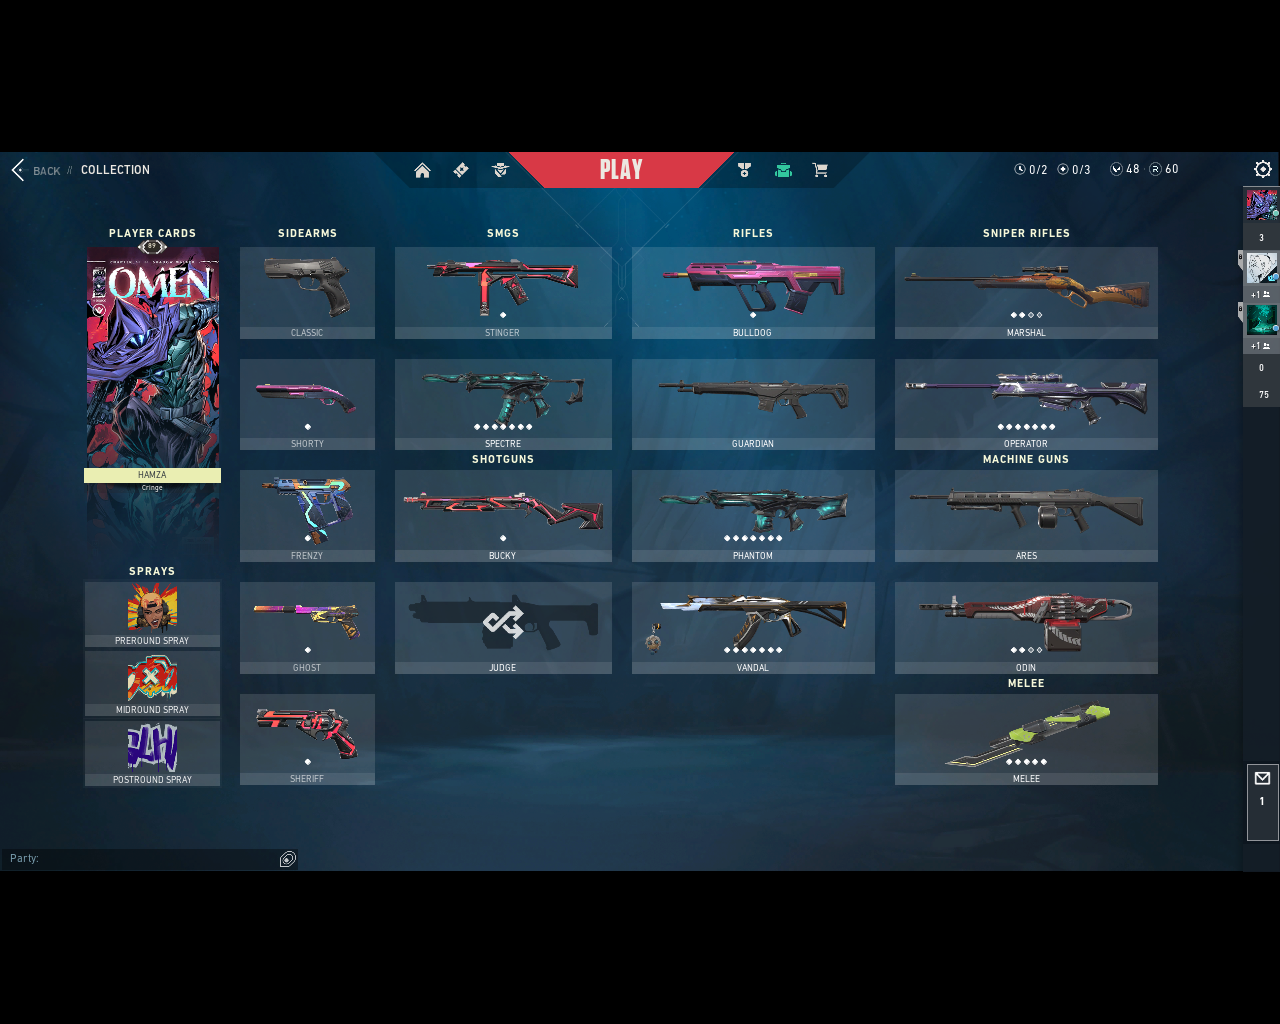 BACK // COLLECTION
PLAY
0/2 0/3 48 60
PLAYER CARDS
89
OMEN
HAMZA
Cringe
SPRAYS
PREROUND SPRAY
MIDROUND SPRAY
POSTROUND SPRAY
SIDEARMS
CLASSIC
SHORTY
FRENZY
GHOST
SHERIFF
SMGS
STINGER
SPECTRE
SHOTGUNS
BUCKY
JUDGE
RIFLES
BULLDOG
GUARDIAN
PHANTOM
VANDAL
SNIPER RIFLES
MARSHAL
OPERATOR
MACHINE GUNS
ARES
ODIN
MELEE
MELEE
3
+1
+1
0
75
1
Party: